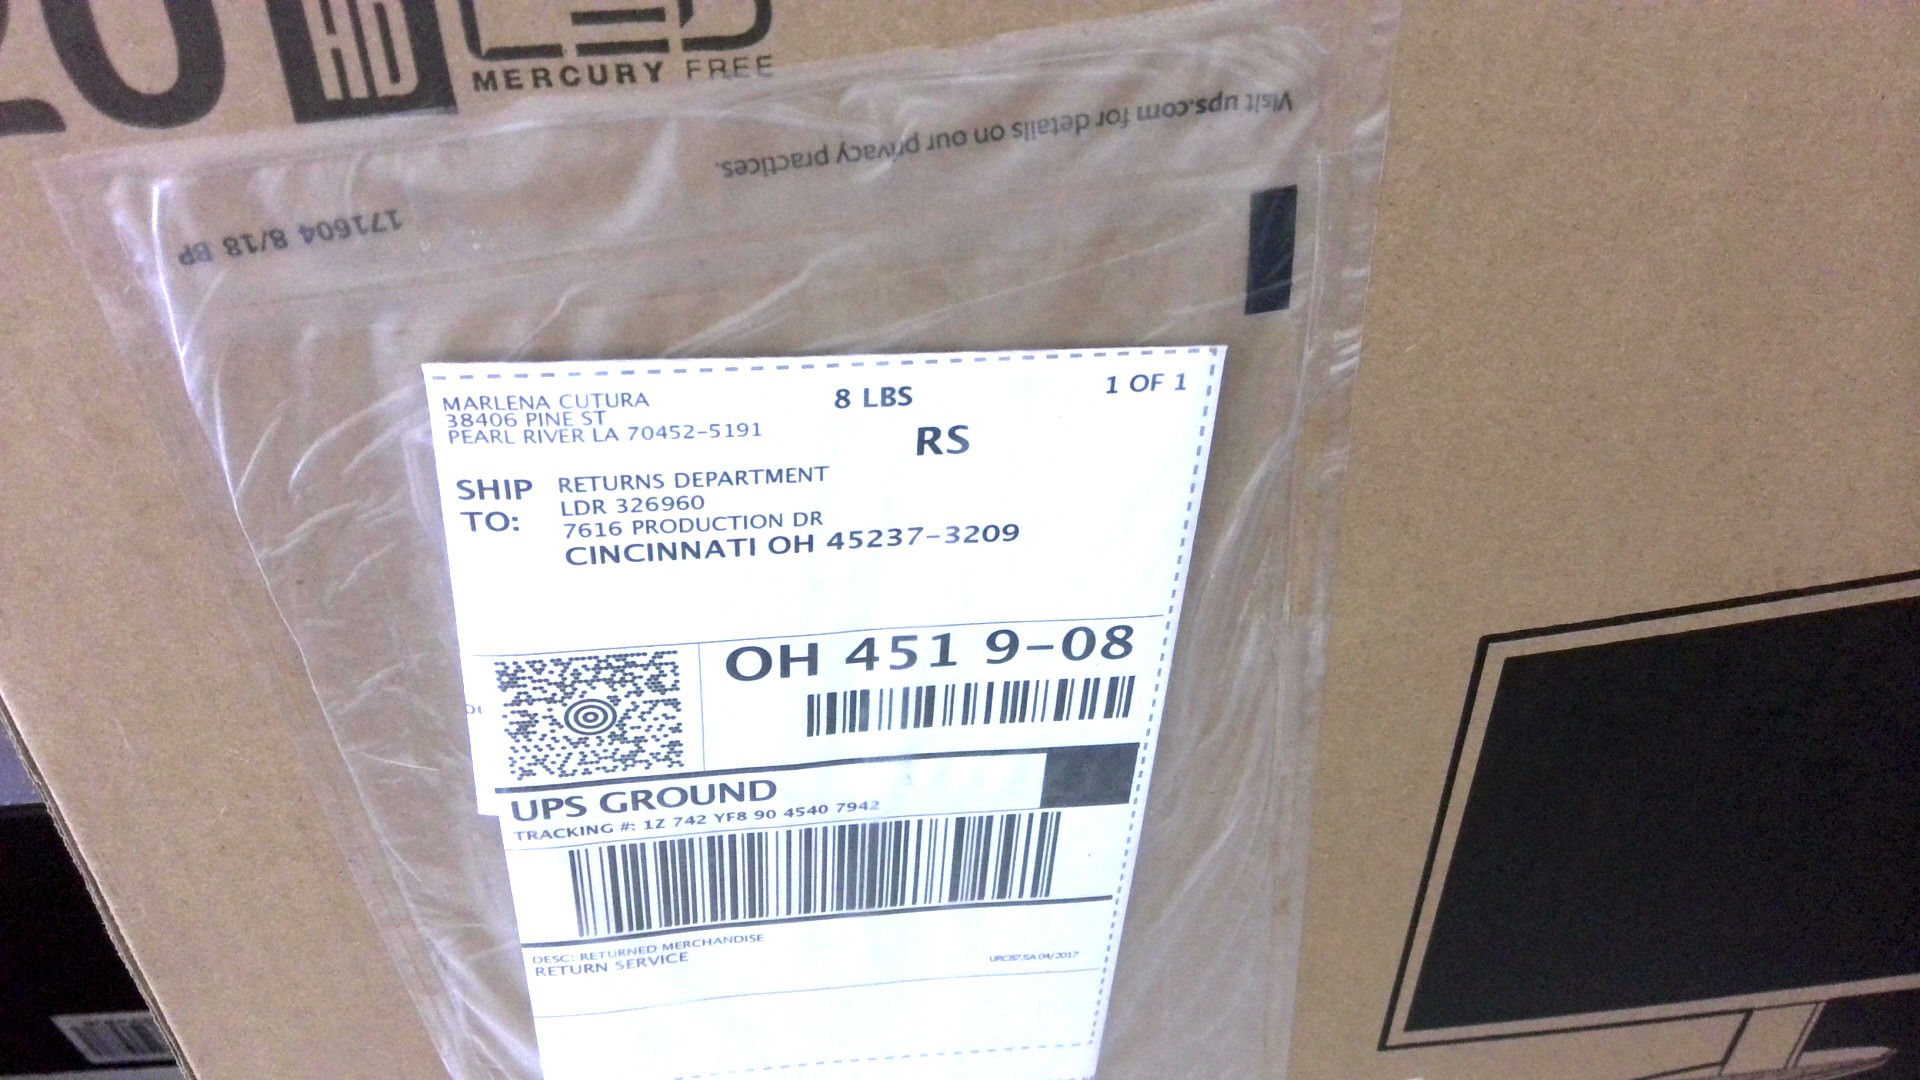 HD LED
MERCURY FREE
Visit ups.com for details on our privacy practices.
171604 8/18 BP
MARLENA CUTURA
38406 PINE ST
PEARL RIVER LA 70452-5191
8 LBS
1 OF 1
RS
SHIP TO:
RETURNS DEPARTMENT
LDR 326960
7616 PRODUCTION DR
CINCINNATI OH 45237-3209
OH 451 9-08
UPS GROUND
TRACKING #: 1Z 742 YF8 90 4540 7942
DESC: RETURNED MERCHANDISE
RETURN SERVICE